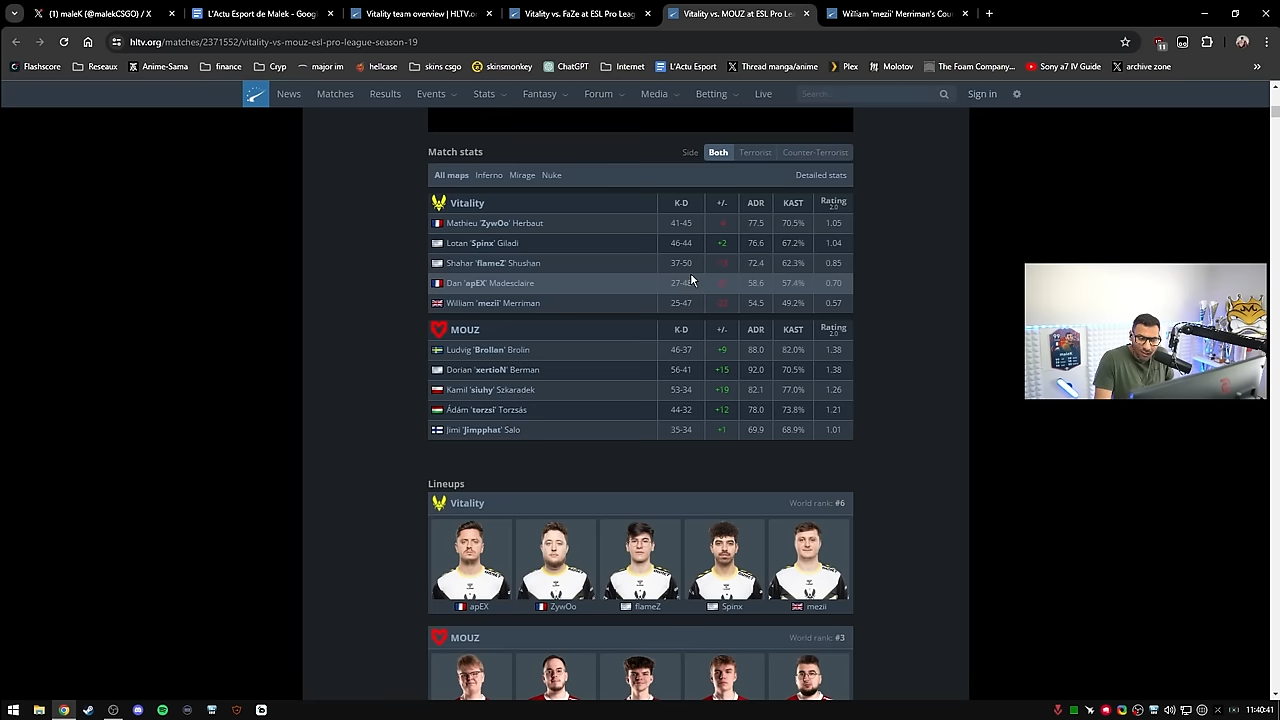 (1) maleK (@malekCSGO) / X
L'Actu Esport de Malek - Goog
Vitality team overview | HLTV.o
Vitality vs. FaZe at ESL Pro Leag
Vitality vs. MOUZ at ESL Pro Le
William 'mezii' Merriman's Cou
hltv.org/matches/2371552/vitality-vs-mouz-esl-pro-league-season-19
11
Flashscore
Reseaux
Anime-Sama
finance
Cryp
major im
hellcase
skins csgo
skinsmonkey
ChatGPT
Internet
L'Actu Esport
Thread manga/anime
Plex
Molotov
The Foam Company...
Sony a7 IV Guide
archive zone
News Matches Results Events Stats Fantasy Forum Media Betting Live Search... Sign in
Match stats Side Both Terrorist Counter-Terrorist
All maps Inferno Mirage Nuke Detailed stats
Vitality K-D +/- ADR KAST Rating 2.0
Mathieu 'ZywOo' Herbaut 41-45 77.5 70.5% 1.05
Lotan 'Spinx' Giladi 46-44 +2 76.6 67.2% 1.04
Shahar 'flameZ' Shushan 37-50 72.4 62.3% 0.85
Dan 'apEX' Madesclaire 58.6 57.4% 0.70
William 'mezii' Merriman 25-47 54.5 49.2% 0.57
MOUZ K-D +/- ADR KAST Rating 2.0
Ludvig 'Brollan' Brolin 46-37 +9 88.0 82.0% 1.38
Dorian 'xertioN' Berman 56-41 +15 92.0 70.5% 1.38
Kamil 'siuhy' Szkaradek 53-34 +19 82.1 77.0% 1.26
Ádám 'torzsi' Torzsás 44-32 +12 78.0 73.8% 1.21
Jimi 'Jimpphat' Salo 35-34 +1 69.9 68.9% 1.01
Lineups
Vitality World rank: #6
apEX ZywOo flameZ Spinx mezii
MOUZ World rank: #3
99
maleK
11:40:41